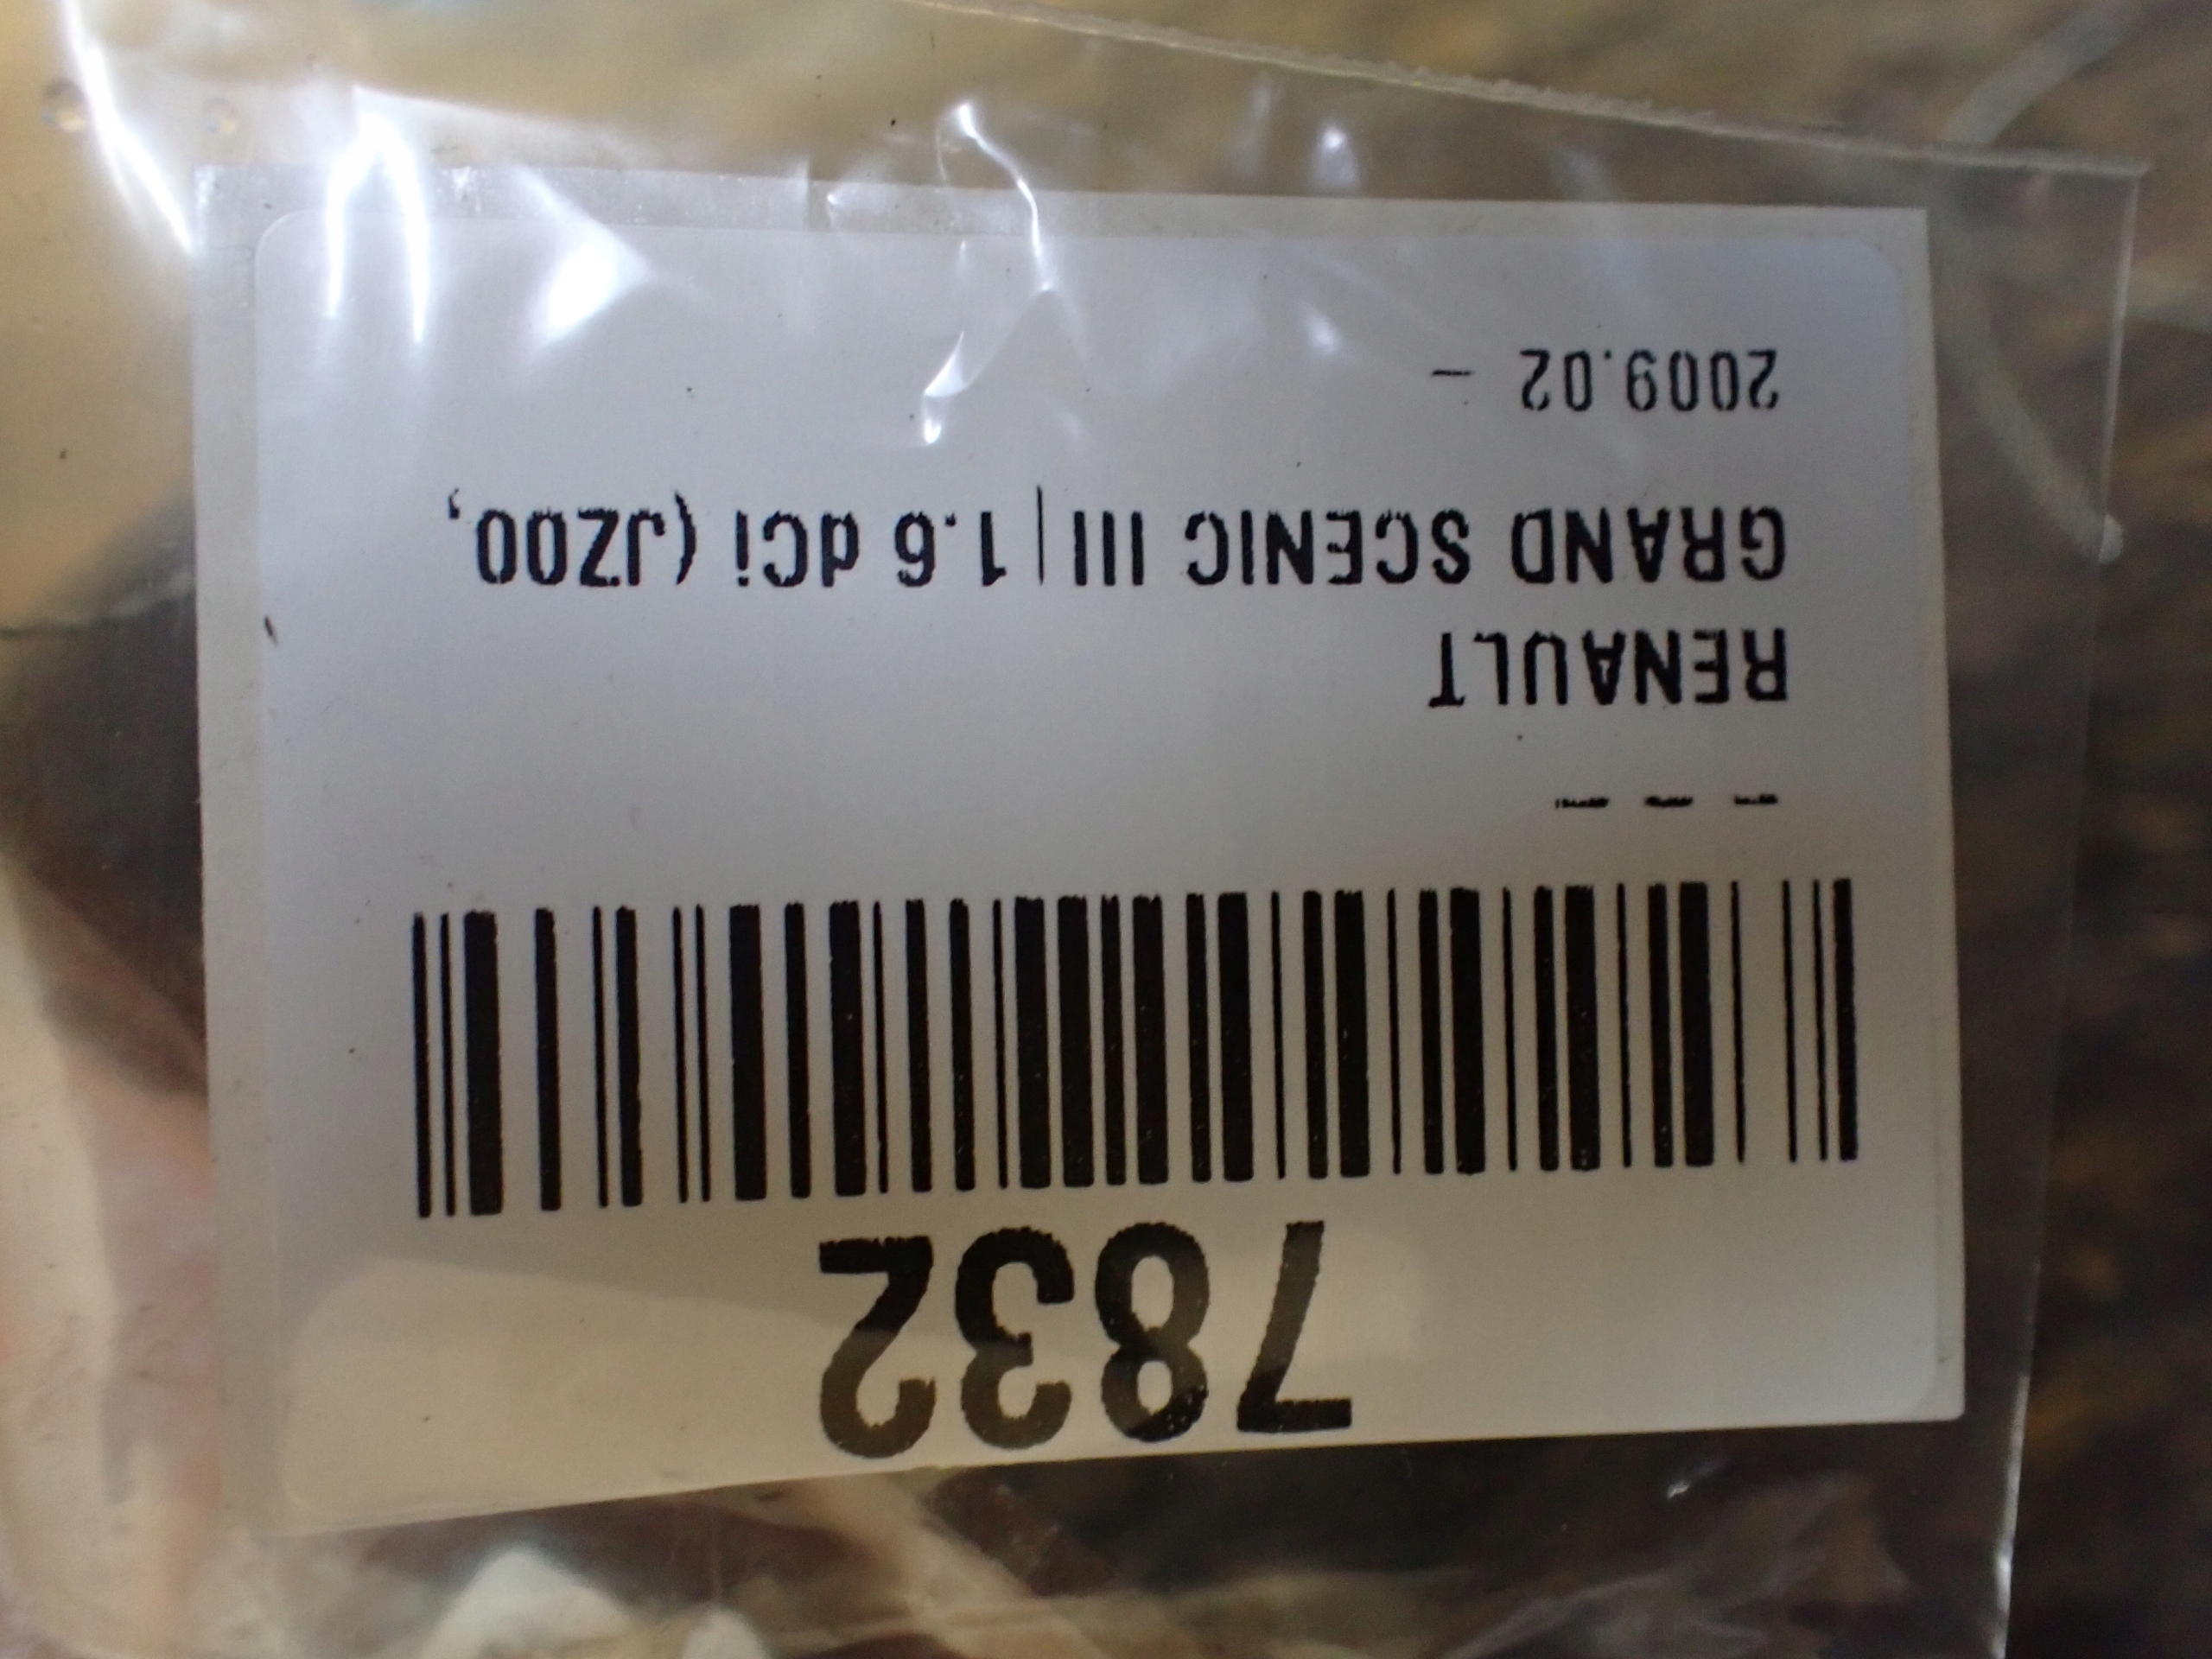 7832
RENAULT
GRAND SCENIC III | 1.6 dCi (JZ00,
2009.02 –